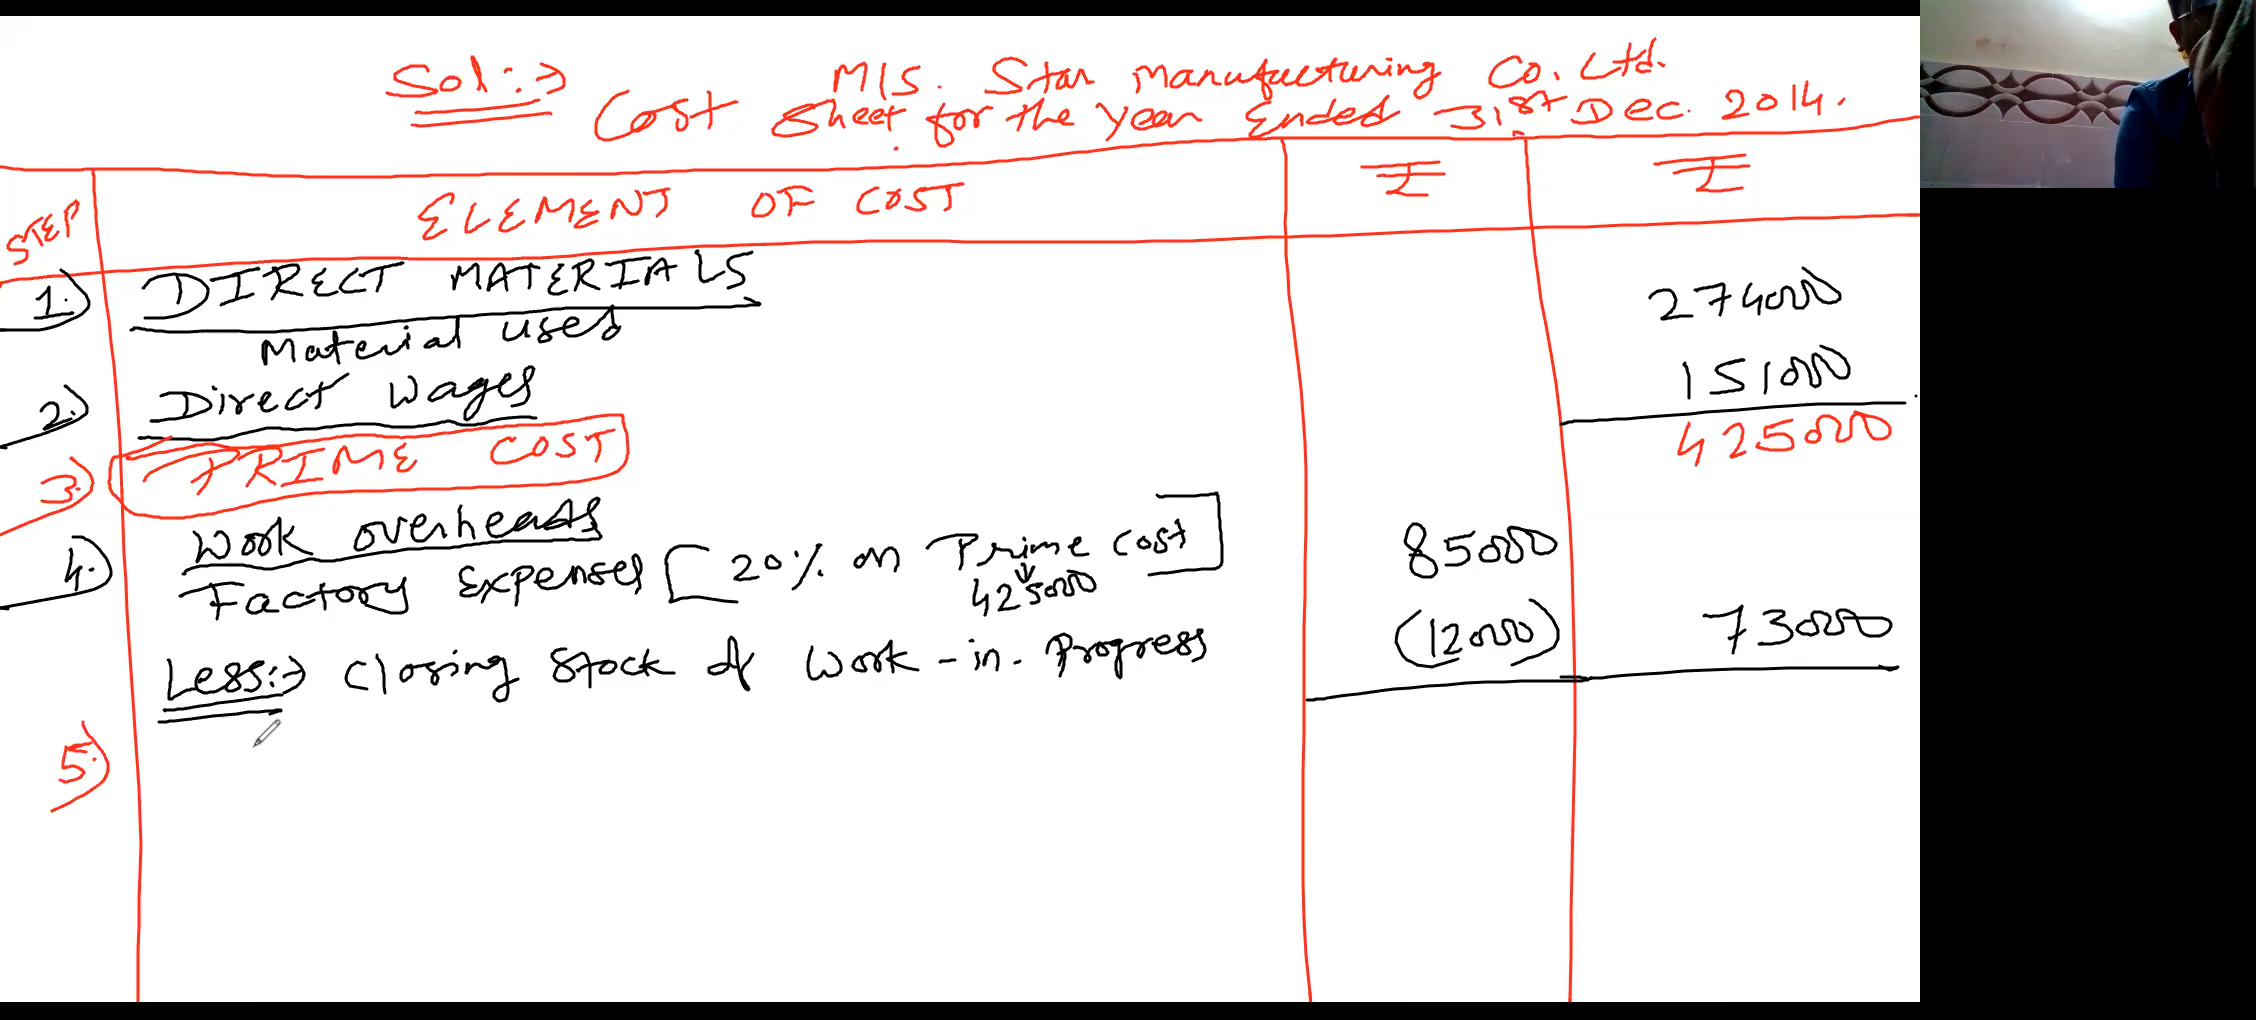 Sol:→ M/S. Star Manufacturing Co. Ltd.
Cost Sheet for the Year Ended 31st Dec. 2014.
STEP ELEMENT OF COST ₹ ₹
1.) DIRECT MATERIALS
Material used 274000
2.) Direct Wages 151000
3.) PRIME COST 425000
4.) Work overheads
Factory Expenses [20% on Prime Cost] 85000
425000
Less:→ Closing Stock of Work-in-Progress (12000) 73000
5.)